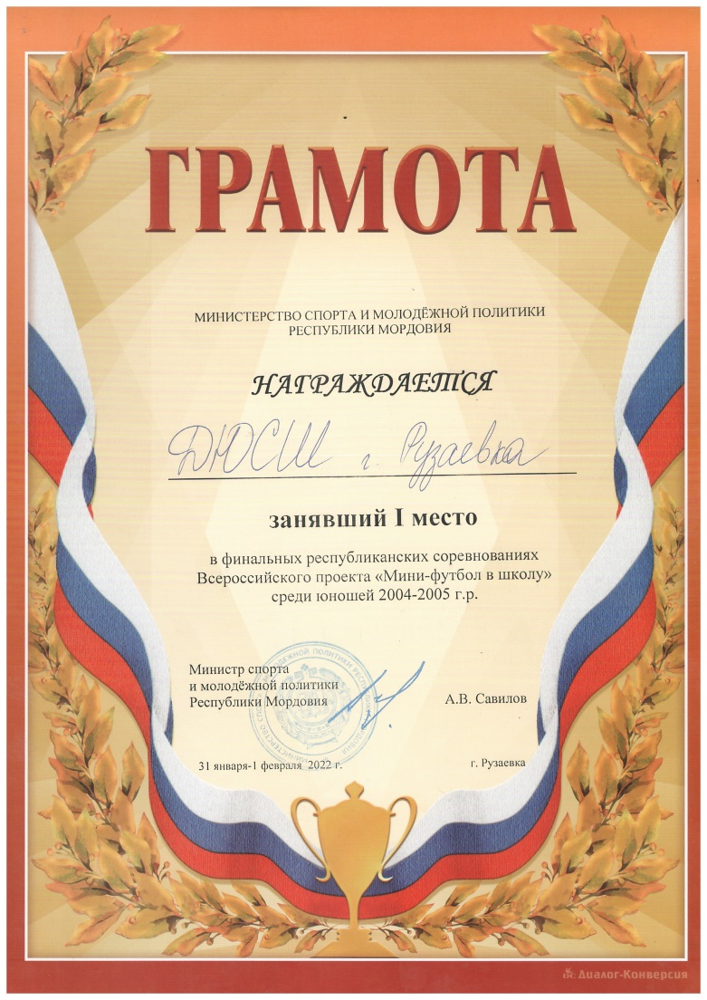 ГРАМОТА
МИНИСТЕРСТВО СПОРТА И МОЛОДЁЖНОЙ ПОЛИТИКИ
РЕСПУБЛИКИ МОРДОВИЯ
НАГРАЖДАЕТСЯ
ДЮСШ г. Рузаевка
занявший I место
в финальных республиканских соревнованиях
Всероссийского проекта «Мини-футбол в школу»
среди юношей 2004-2005 г.р.
Министр спорта
и молодёжной политики
Республики Мордовия
А.В. Савилов
31 января-1 февраля 2022 г.
г. Рузаевка
Диалог-Конверсия